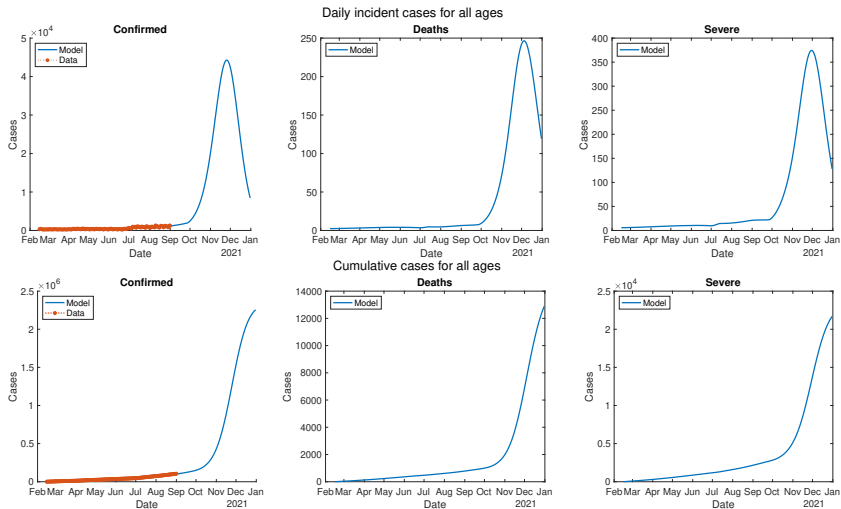 Daily incident cases for all ages
Confirmed
×10^4
5
4
3
2
1
0
Cases
Model
Data
Feb Mar Apr May Jun Jul Aug Sep Oct Nov Dec Jan
Date
2021
Deaths
250
200
150
100
50
0
Cases
Model
Feb Mar Apr May Jun Jul Aug Sep Oct Nov Dec Jan
Date
2021
Severe
400
350
300
250
200
150
100
50
0
Cases
Model
Feb Mar Apr May Jun Jul Aug Sep Oct Nov Dec Jan
Date
2021
Cumulative cases for all ages
Confirmed
×10^6
2.5
2
1.5
1
0.5
0
Cases
Model
Data
Feb Mar Apr May Jun Jul Aug Sep Oct Nov Dec Jan
Date
2021
Deaths
14000
12000
10000
8000
6000
4000
2000
0
Cases
Model
Feb Mar Apr May Jun Jul Aug Sep Oct Nov Dec Jan
Date
2021
Severe
×10^4
2.5
2
1.5
1
0.5
0
Cases
Model
Feb Mar Apr May Jun Jul Aug Sep Oct Nov Dec Jan
Date
2021